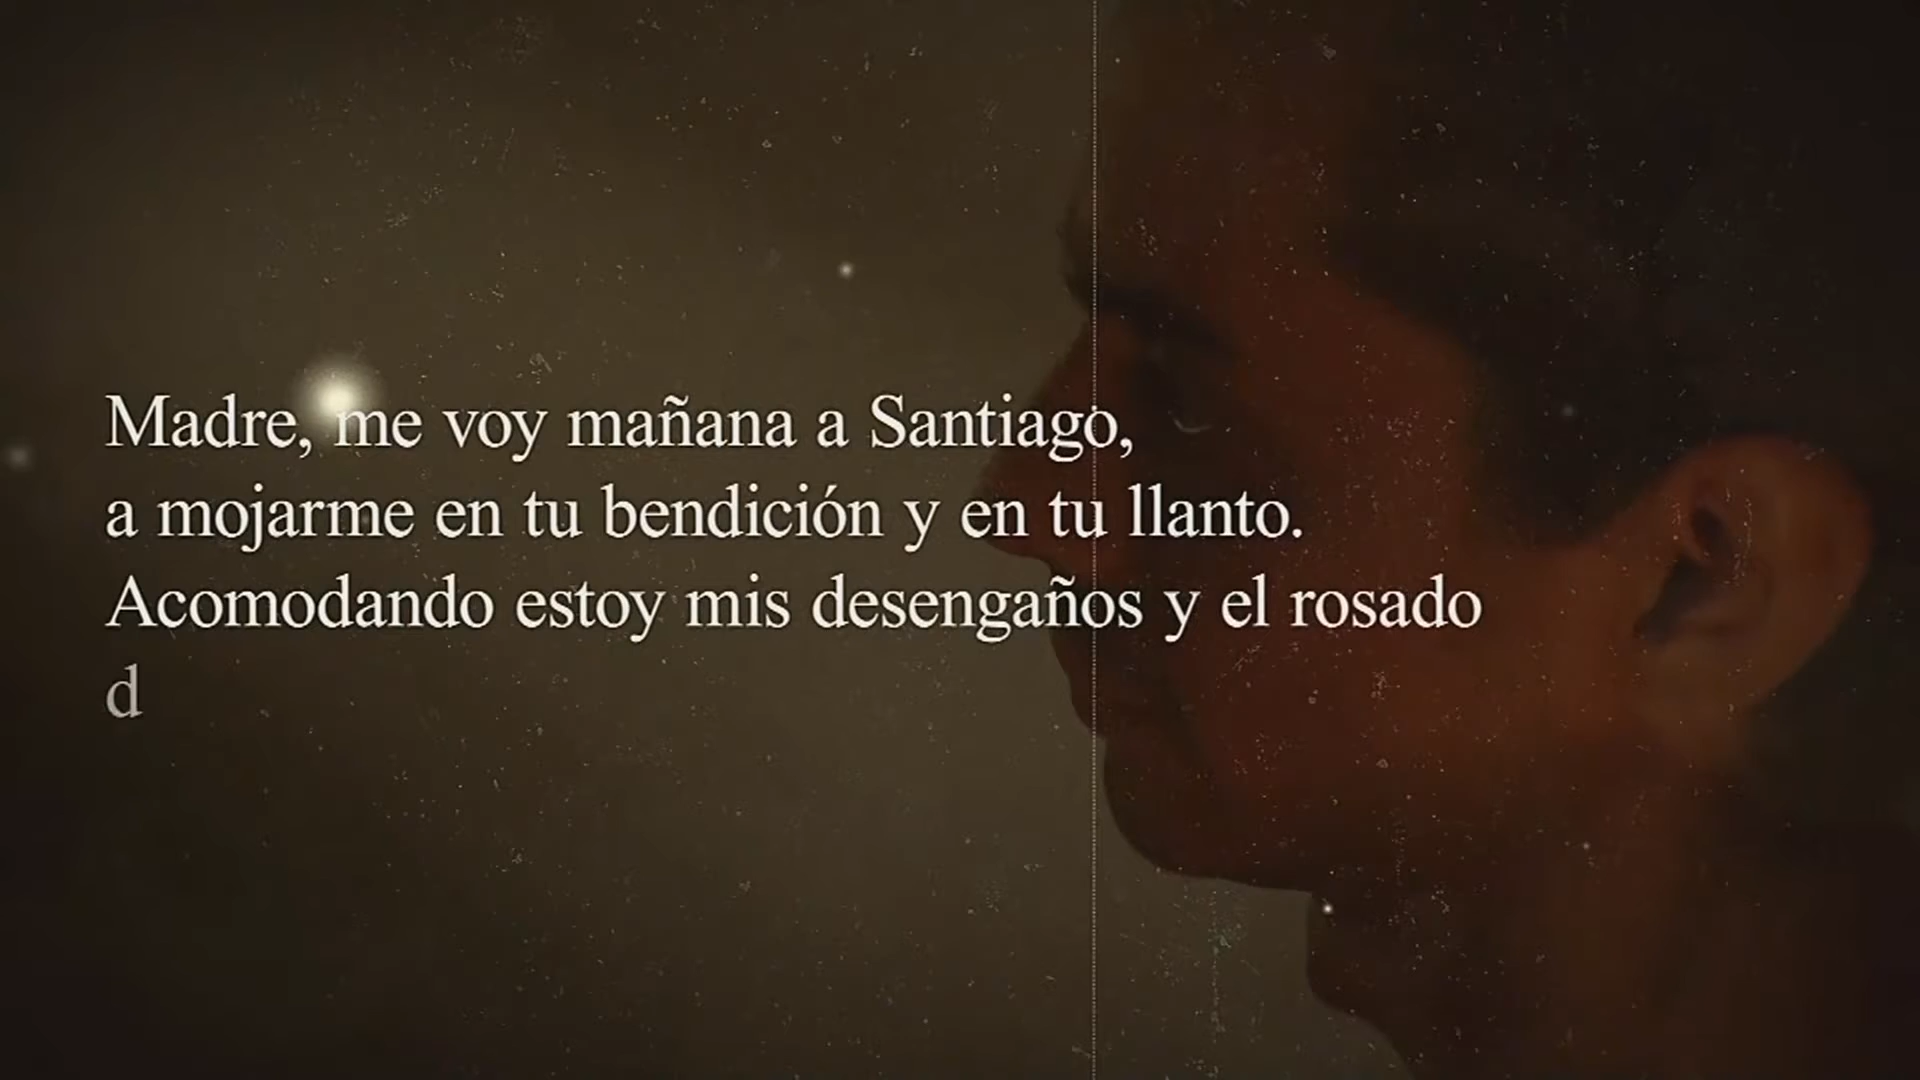 Madre, me voy mañana a Santiago,
a mojarme en tu bendición y en tu llanto.
Acomodando estoy mis desengaños y el rosado
d